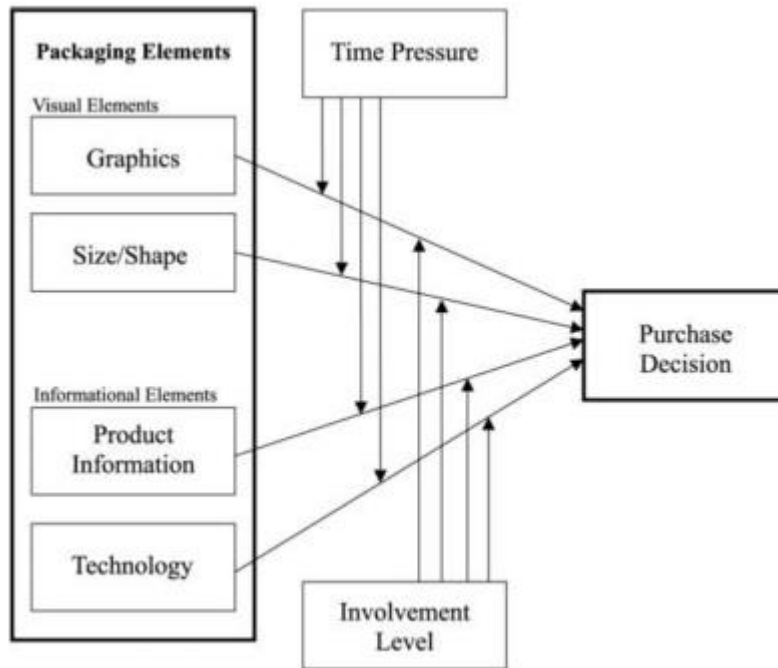 Packaging Elements
Visual Elements
Graphics
Size/Shape
Informational Elements
Product
Information
Technology
Time Pressure
Involvement
Level
Purchase
Decision